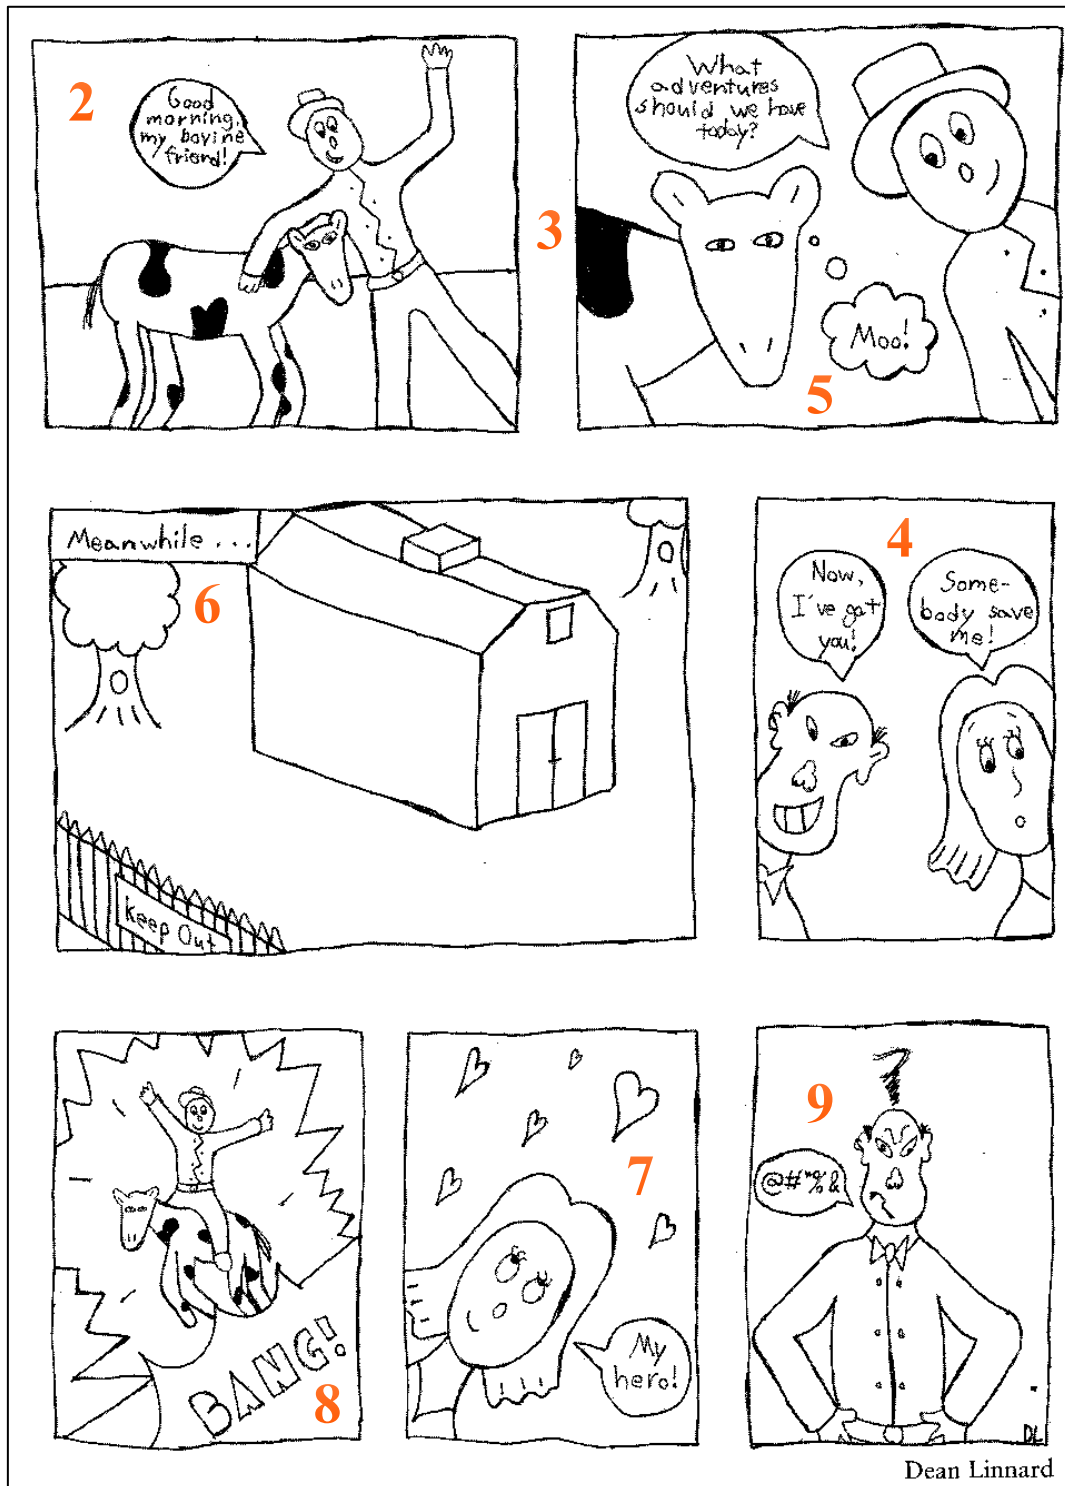 2
Good
morning,
my bovine
friend!
3
What
adventures
should we have
today?
Moo!
5
Meanwhile...
6
Keep Out
4
Now,
I've got
you!
Some-
body save
me!
BANG!
8
7
My
hero!
9
@#*%&
DL
Dean Linnard